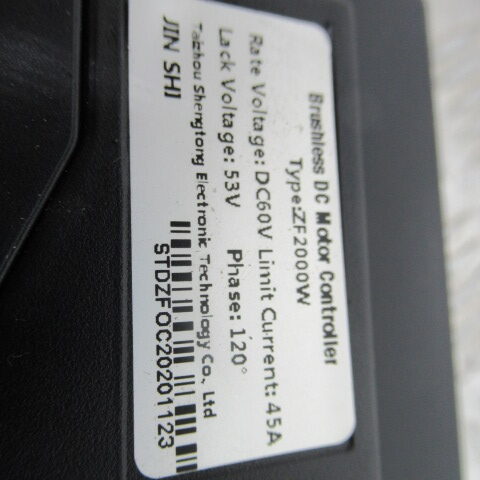 Brushless DC Motor Controller
Type:ZF2000W
Rate Voltage: DC60V Limit Current: 45A
Lack Voltage: 53V Phase: 120°
Taizhou Shengtong Electronic Technology Co., Ltd
JIN SHI
STDZFOC20201123